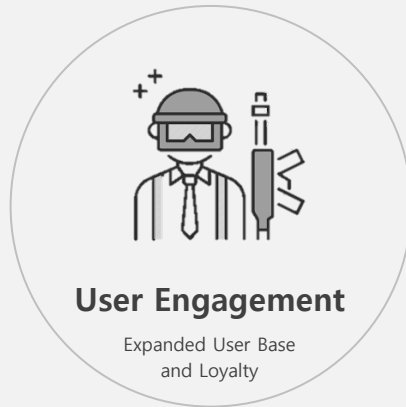 User Engagement
Expanded User Base
and Loyalty